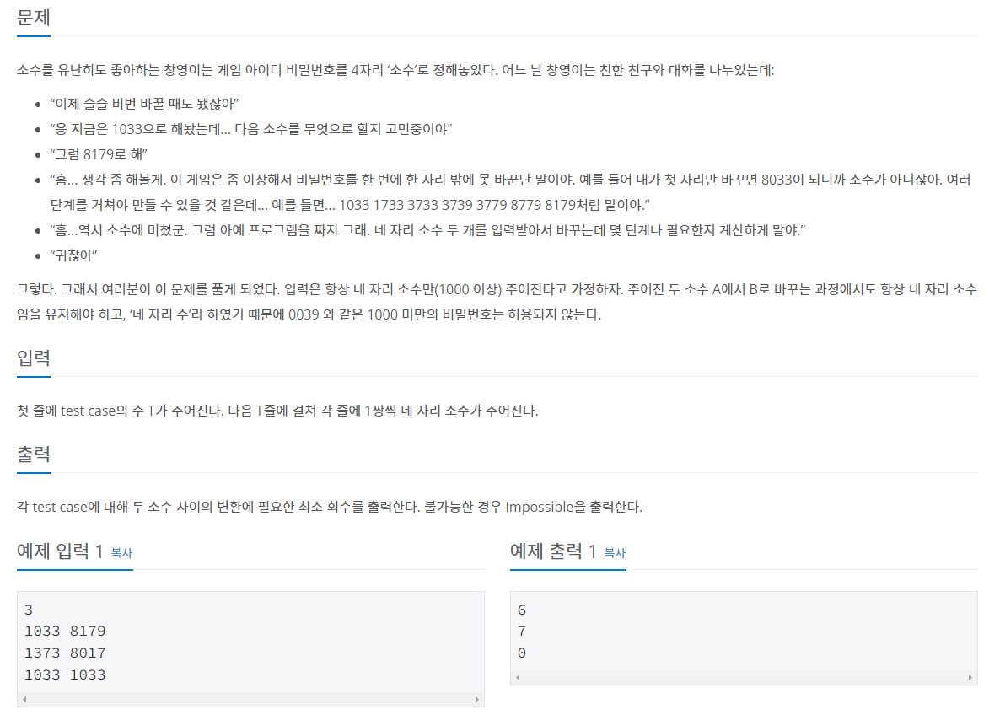 문제
소수를 유난히도 좋아하는 창영이는 게임 아이디 비밀번호를 4자리 ‘소수’로 정해놓았다. 어느 날 창영이는 친한 친구와 대화를 나누었는데:
• “이제 슬슬 비번 바꿀 때도 됐잖아”
• “응 지금은 1033으로 해놨는데... 다음 소수를 무엇으로 할지 고민중이야"
• “그럼 8179로 해”
• “흠... 생각 좀 해볼게. 이 게임은 좀 이상해서 비밀번호를 한 번에 한 자리 밖에 못 바꾼단 말이야. 예를 들어 내가 첫 자리만 바꾸면 8033이 되니까 소수가 아니잖아. 여러
단계를 거쳐야 만들 수 있을 것 같은데... 예를 들면... 1033 1733 3733 3739 3779 8779 8179처럼 말이야.”
• “흠...역시 소수에 미쳤군. 그럼 아예 프로그램을 짜지 그래. 네 자리 소수 두 개를 입력받아서 바꾸는데 몇 단계나 필요한지 계산하게 말야.”
• “귀찮아”
그렇다. 그래서 여러분이 이 문제를 풀게 되었다. 입력은 항상 네 자리 소수만(1000 이상) 주어진다고 가정하자. 주어진 두 소수 A에서 B로 바꾸는 과정에서도 항상 네 자리 소수
임을 유지해야 하고, ‘네 자리 수’라 하였기 때문에 0039 와 같은 1000 미만의 비밀번호는 허용되지 않는다.
입력
첫 줄에 test case의 수 T가 주어진다. 다음 T줄에 걸쳐 각 줄에 1쌍씩 네 자리 소수가 주어진다.
출력
각 test case에 대해 두 소수 사이의 변환에 필요한 최소 회수를 출력한다. 불가능한 경우 Impossible을 출력한다.
예제 입력 1 복사
3
1033 8179
1373 8017
1033 1033
예제 출력 1 복사
6
7
0